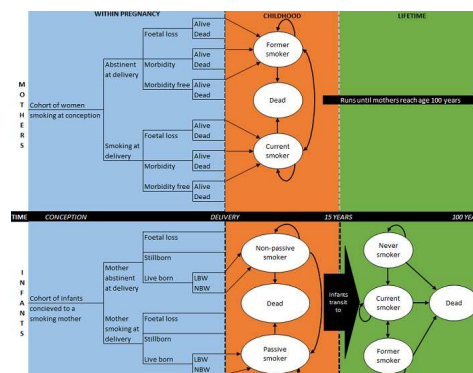 WITHIN PREGNANCY
CHILDHOOD
LIFETIME
MOTHERS
Cohort of women
smoking at conception
Abstinent
at delivery
Foetal loss
Alive
Dead
Morbidity
Alive
Dead
Morbidity free
Alive
Dead
Smoking at
delivery
Foetal loss
Alive
Dead
Morbidity
Alive
Dead
Morbidity free
Alive
Dead
Former
smoker
Dead
Current
smoker
Runs until mothers reach age 100 years
TIME
CONCEPTION
DELIVERY
15 YEARS
100 YEA
INFANTS
Cohort of infants
concieved to a
smoking mother
Mother
abstinent
at delivery
Foetal loss
Stillborn
Live born
LBW
NBW
Mother
smoking at
delivery
Foetal loss
Stillborn
Live born
LBW
NBW
Non-passive
smoker
Dead
Passive
smoker
Infants
transit
to
Never
smoker
Current
smoker
Dead
Former
smoker